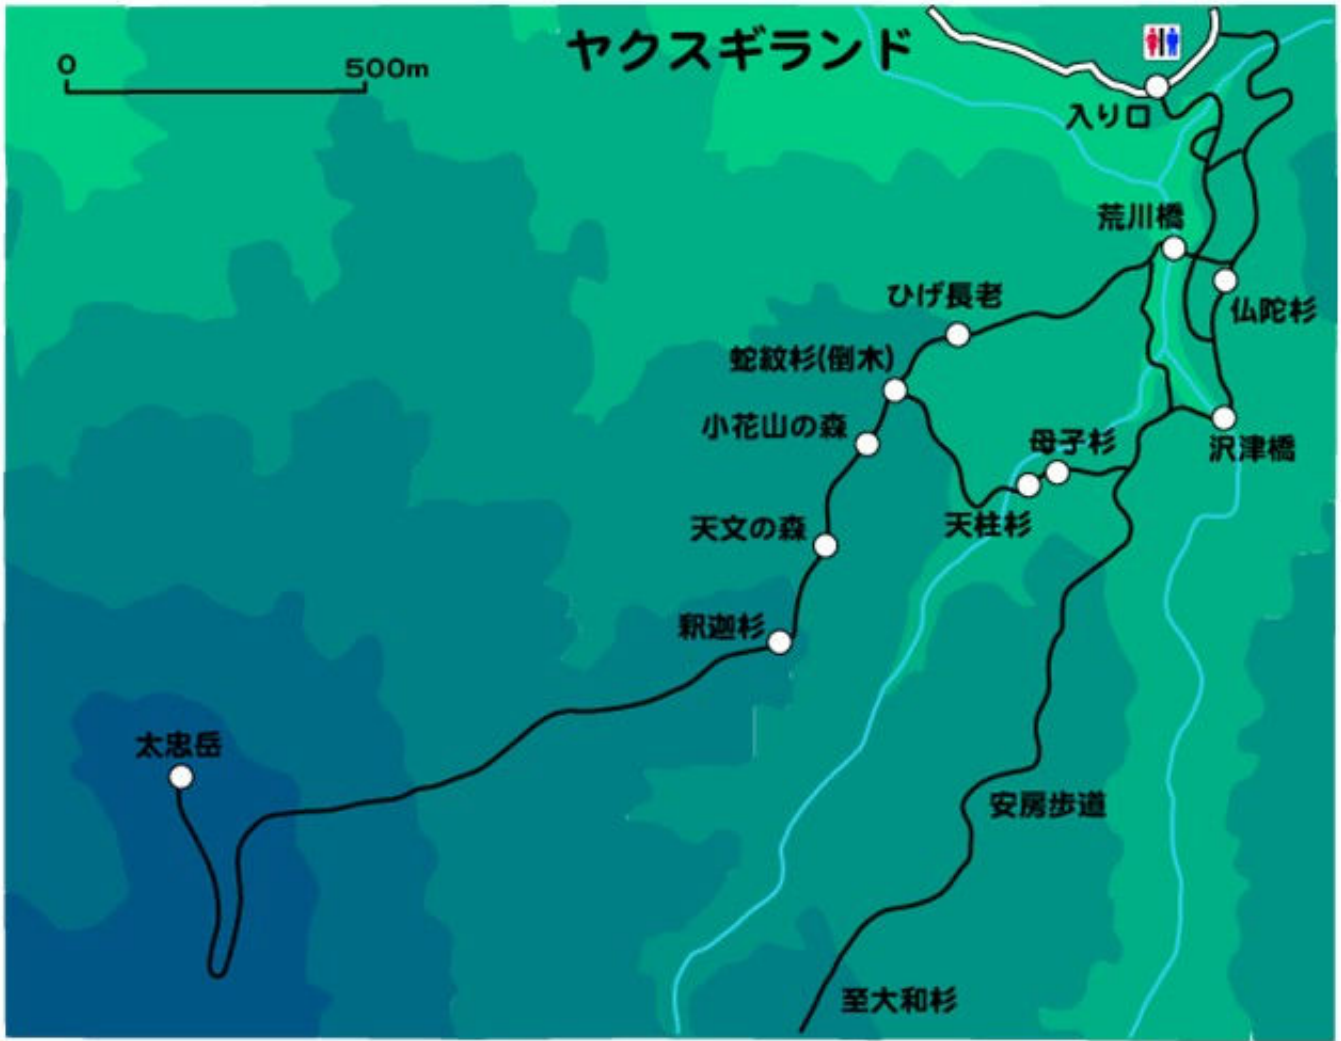 ヤクスギランド
0 500m
入り口
荒川橋
ひげ長老
仏陀杉
蛇紋杉(倒木)
小花山の森
母子杉
沢津橋
天柱杉
天文の森
釈迦杉
太忠岳
安房歩道
至大和杉